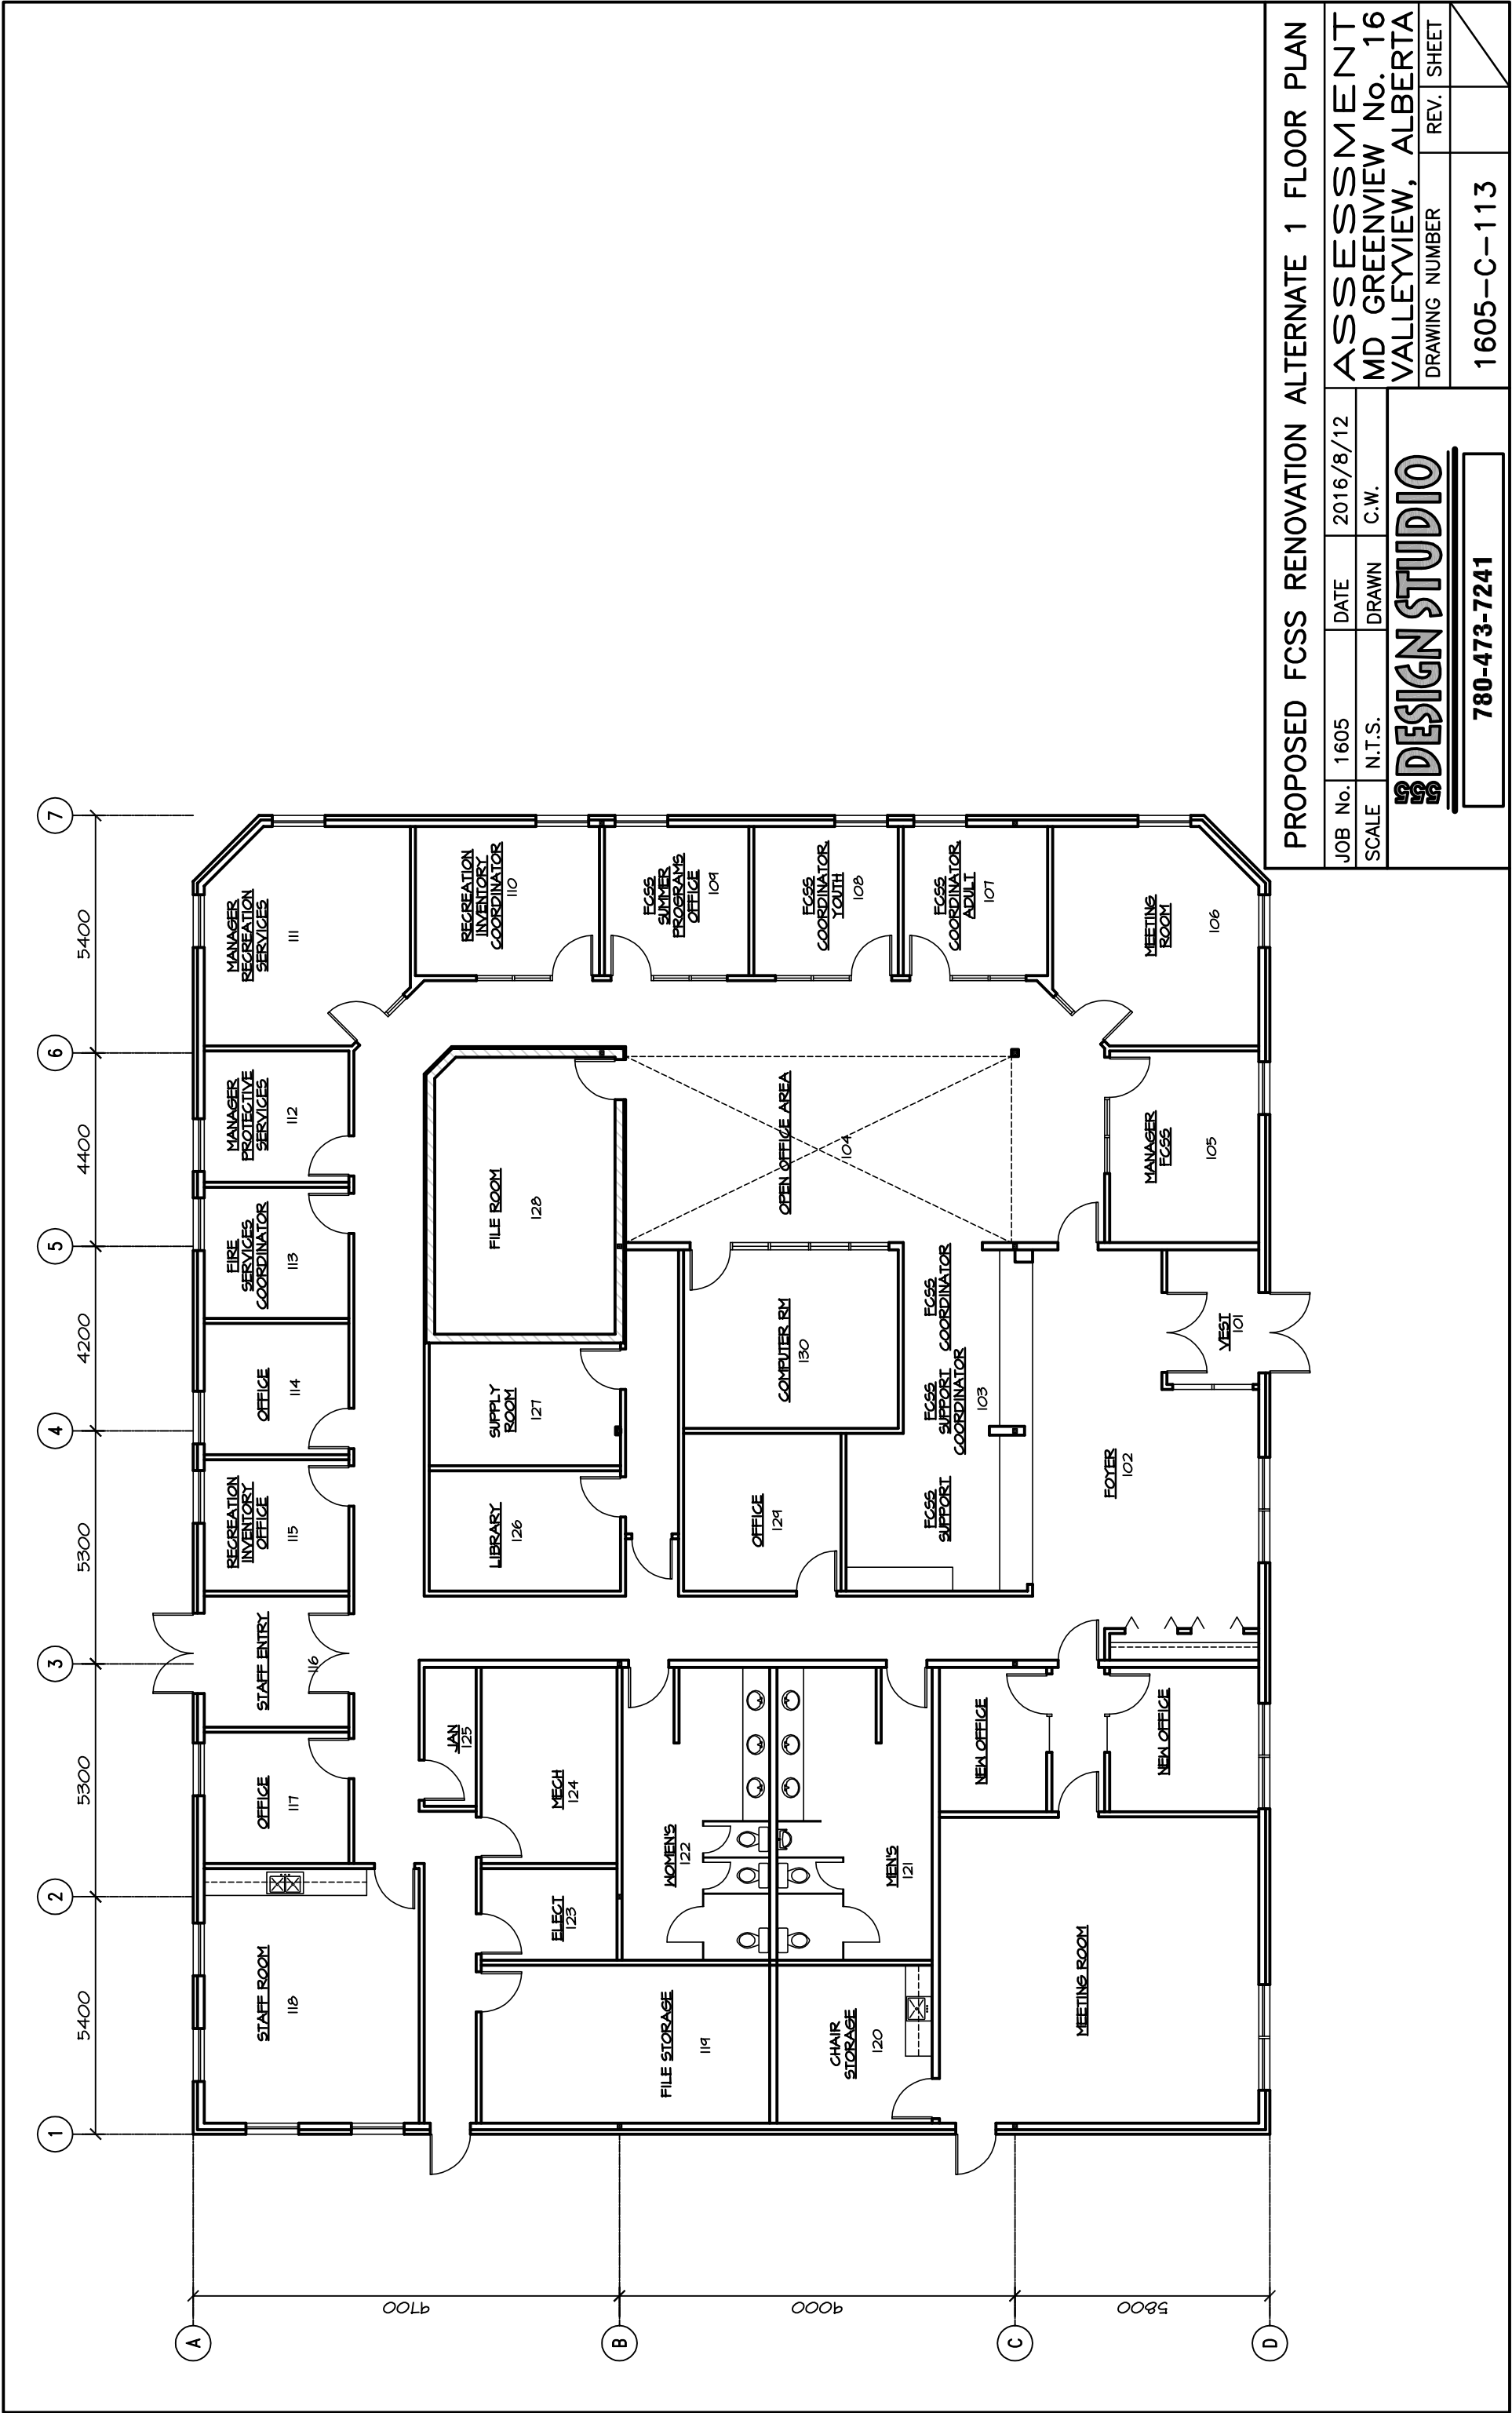 1
2
3
4
5
6
7
5400
5300
5300
4200
4400
5400
A
B
C
D
9700
9000
5800
STAFF ROOM
118
OFFICE
117
STAFF ENTRY
116
RECREATION
INVENTORY
OFFICE
115
OFFICE
114
FIRE
SERVICES
COORDINATOR
113
MANAGER
PROTECTIVE
SERVICES
112
MANAGER
RECREATION
SERVICES
111
JAN
125
MECH
124
ELECT
123
LIBRARY
126
SUPPLY
ROOM
127
FILE ROOM
128
RECREATION
INVENTORY
COORDINATOR
110
FILE STORAGE
119
WOMEN'S
122
FCSS
SUMMER
PROGRAMS
OFFICE
109
OFFICE
129
COMPUTER RM
130
OPEN OFFICE AREA
104
FCSS
COORDINATOR
YOUTH
108
CHAIR
STORAGE
120
MEN'S
121
FCSS
SUPPORT
FCSS
SUPPORT
COORDINATOR
103
FCSS
COORDINATOR
FCSS
COORDINATOR
ADULT
107
NEW OFFICE
NEW OFFICE
MEETING ROOM
FOYER
102
VEST
101
MANAGER
FCSS
105
MEETING
ROOM
106
PROPOSED FCSS RENOVATION ALTERNATE 1 FLOOR PLAN
JOB No.
1605
DATE
2016/8/12
SCALE
N.T.S.
DRAWN
C.W.
ASSESSMENT
MD GREENVIEW No. 16
VALLEYVIEW, ALBERTA
DRAWING NUMBER
REV.
SHEET
1605-C-113
555 DESIGN STUDIO
780-473-7241